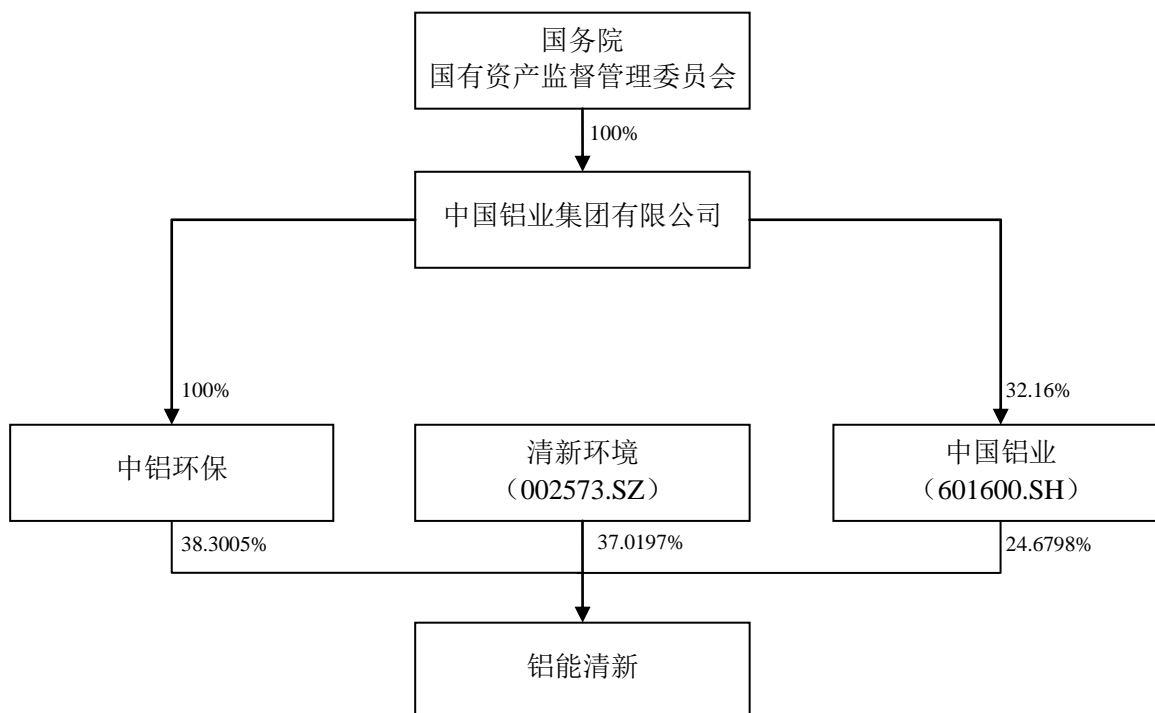 国务院
国有资产监督管理委员会
100%
中国铝业集团有限公司
100%
32.16%
中铝环保
清新环境
（002573.SZ）
中国铝业
（601600.SH）
38.3005%
37.0197%
24.6798%
铝能清新